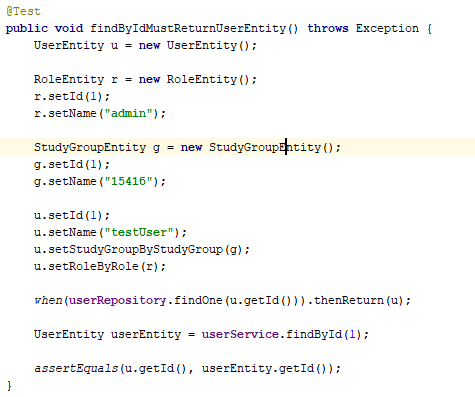 @Test
public void findByIdMustReturnUserEntity() throws Exception {
    UserEntity u = new UserEntity();

    RoleEntity r = new RoleEntity();
    r.setId(1);
    r.setName("admin");

    StudyGroupEntity g = new StudyGroupEntity();
    g.setId(1);
    g.setName("15416");

    u.setId(1);
    u.setName("testUser");
    u.setStudyGroupByStudyGroup(g);
    u.setRoleByRole(r);

    when(userRepository.findOne(u.getId())).thenReturn(u);

    UserEntity userEntity = userService.findById(1);

    assertEquals(u.getId(), userEntity.getId());
}